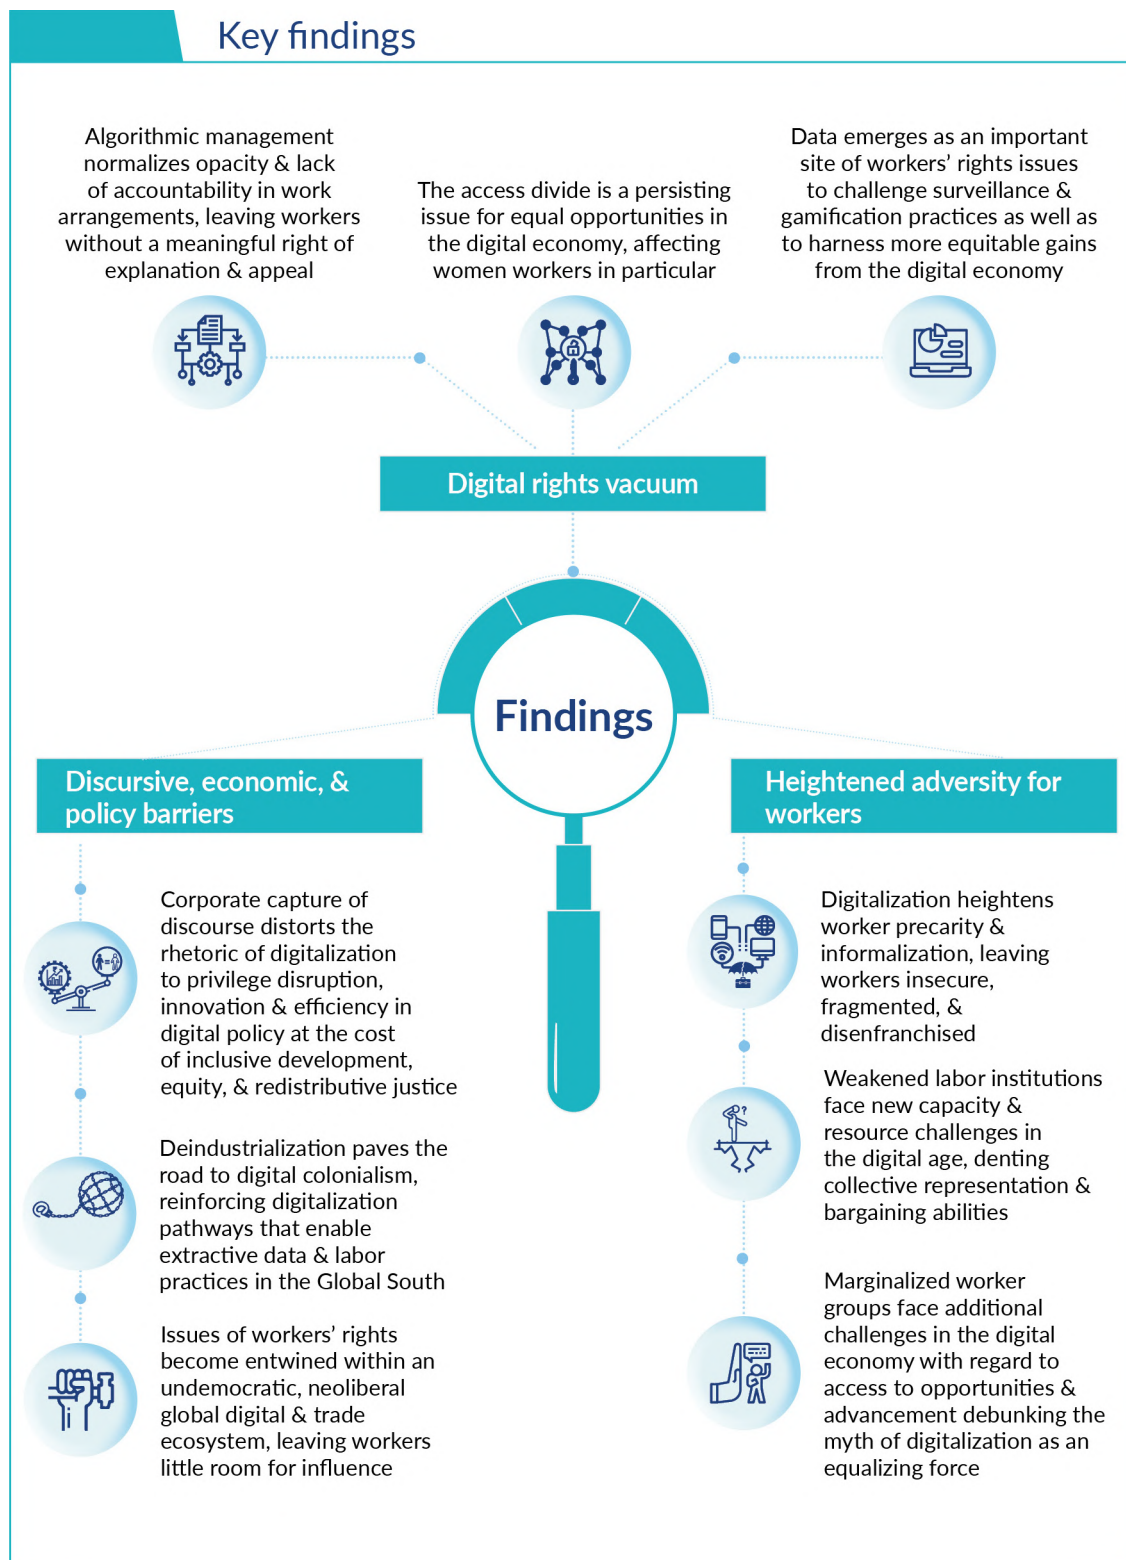 Key findings
Algorithmic management
normalizes opacity & lack
of accountability in work
arrangements, leaving workers
without a meaningful right of
explanation & appeal
The access divide is a persisting
issue for equal opportunities in
the digital economy, affecting
women workers in particular
Data emerges as an important
site of workers’ rights issues
to challenge surveillance &
gamification practices as well as
to harness more equitable gains
from the digital economy
Digital rights vacuum
Findings
Discursive, economic, &
policy barriers
Corporate capture of
discourse distorts the
rhetoric of digitalization
to privilege disruption,
innovation & efficiency in
digital policy at the cost
of inclusive development,
equity, & redistributive justice
Deindustrialization paves the
road to digital colonialism,
reinforcing digitalization
pathways that enable
extractive data & labor
practices in the Global South
Issues of workers’ rights
become entwined within an
undemocratic, neoliberal
global digital & trade
ecosystem, leaving workers
little room for influence
Heightened adversity for
workers
Digitalization heightens
worker precarity &
informalization, leaving
workers insecure,
fragmented, &
disenfranchised
Weakened labor institutions
face new capacity &
resource challenges in
the digital age, denting
collective representation &
bargaining abilities
Marginalized worker
groups face additional
challenges in the digital
economy with regard to
access to opportunities &
advancement debunking the
myth of digitalization as an
equalizing force